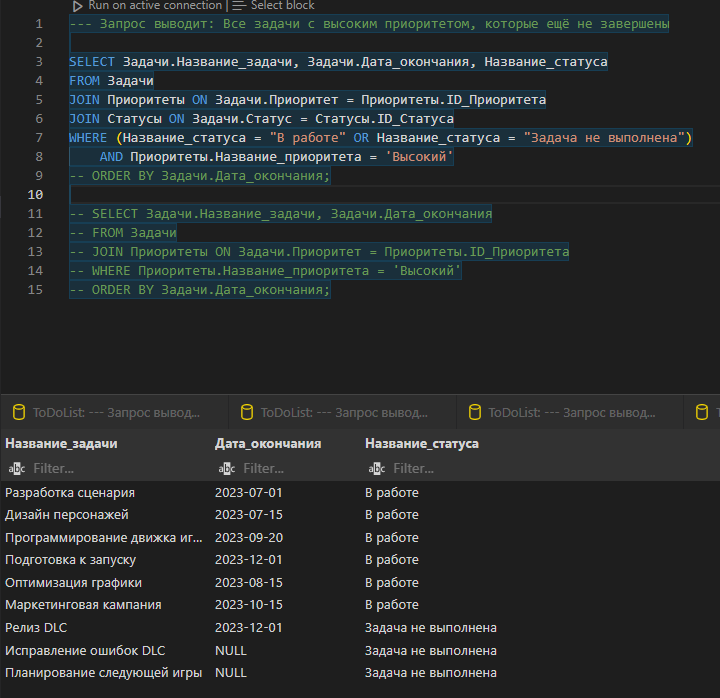 Run on active connection | Select block
1 --- Запрос выводит: Все задачи с высоким приоритетом, которые ещё не завершены
2
3 SELECT Задачи.Название_задачи, Задачи.Дата_окончания, Название_статуса
4 FROM Задачи
5 JOIN Приоритеты ON Задачи.Приоритет = Приоритеты.ID_Приоритета
6 JOIN Статусы ON Задачи.Статус = Статусы.ID_Статуса
7 WHERE (Название_статуса = "В работе" OR Название_статуса = "Задача не выполнена")
8 AND Приоритеты.Название_приоритета = 'Высокий'
9 -- ORDER BY Задачи.Дата_окончания;
10
11 -- SELECT Задачи.Название_задачи, Задачи.Дата_окончания
12 -- FROM Задачи
13 -- JOIN Приоритеты ON Задачи.Приоритет = Приоритеты.ID_Приоритета
14 -- WHERE Приоритеты.Название_приоритета = 'Высокий'
15 -- ORDER BY Задачи.Дата_окончания;
ToDoList: --- Запрос вывод... ToDoList: --- Запрос вывод... ToDoList: --- Запрос вывод...
Название_задачи Дата_окончания Название_статуса
abc Filter... abc Filter... abc Filter...
Разработка сценария 2023-07-01 В работе
Дизайн персонажей 2023-07-15 В работе
Программирование движка иг... 2023-09-20 В работе
Подготовка к запуску 2023-12-01 В работе
Оптимизация графики 2023-08-15 В работе
Маркетинговая кампания 2023-10-15 В работе
Релиз DLC 2023-12-01 Задача не выполнена
Исправление ошибок DLC NULL Задача не выполнена
Планирование следующей игры NULL Задача не выполнена